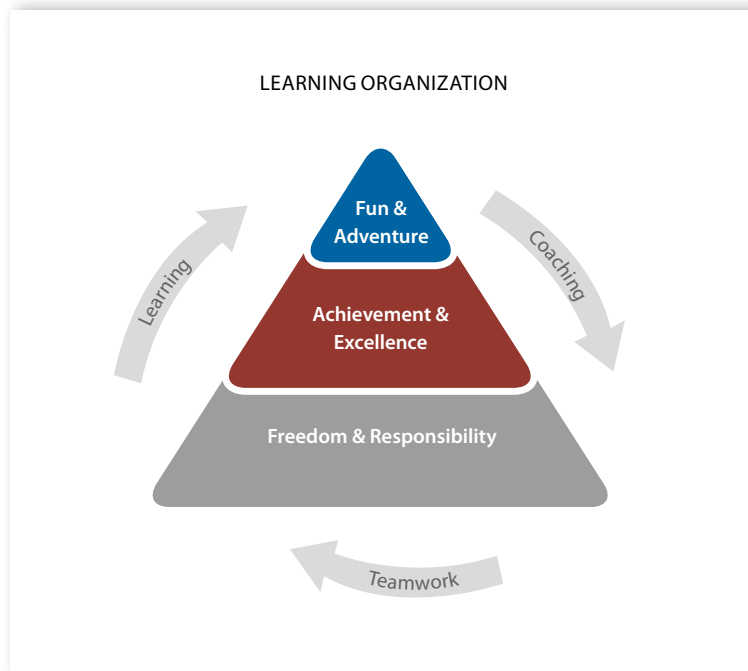 LEARNING ORGANIZATION
Fun &
Adventure
Learning
Coaching
Achievement &
Excellence
Freedom & Responsibility
Teamwork